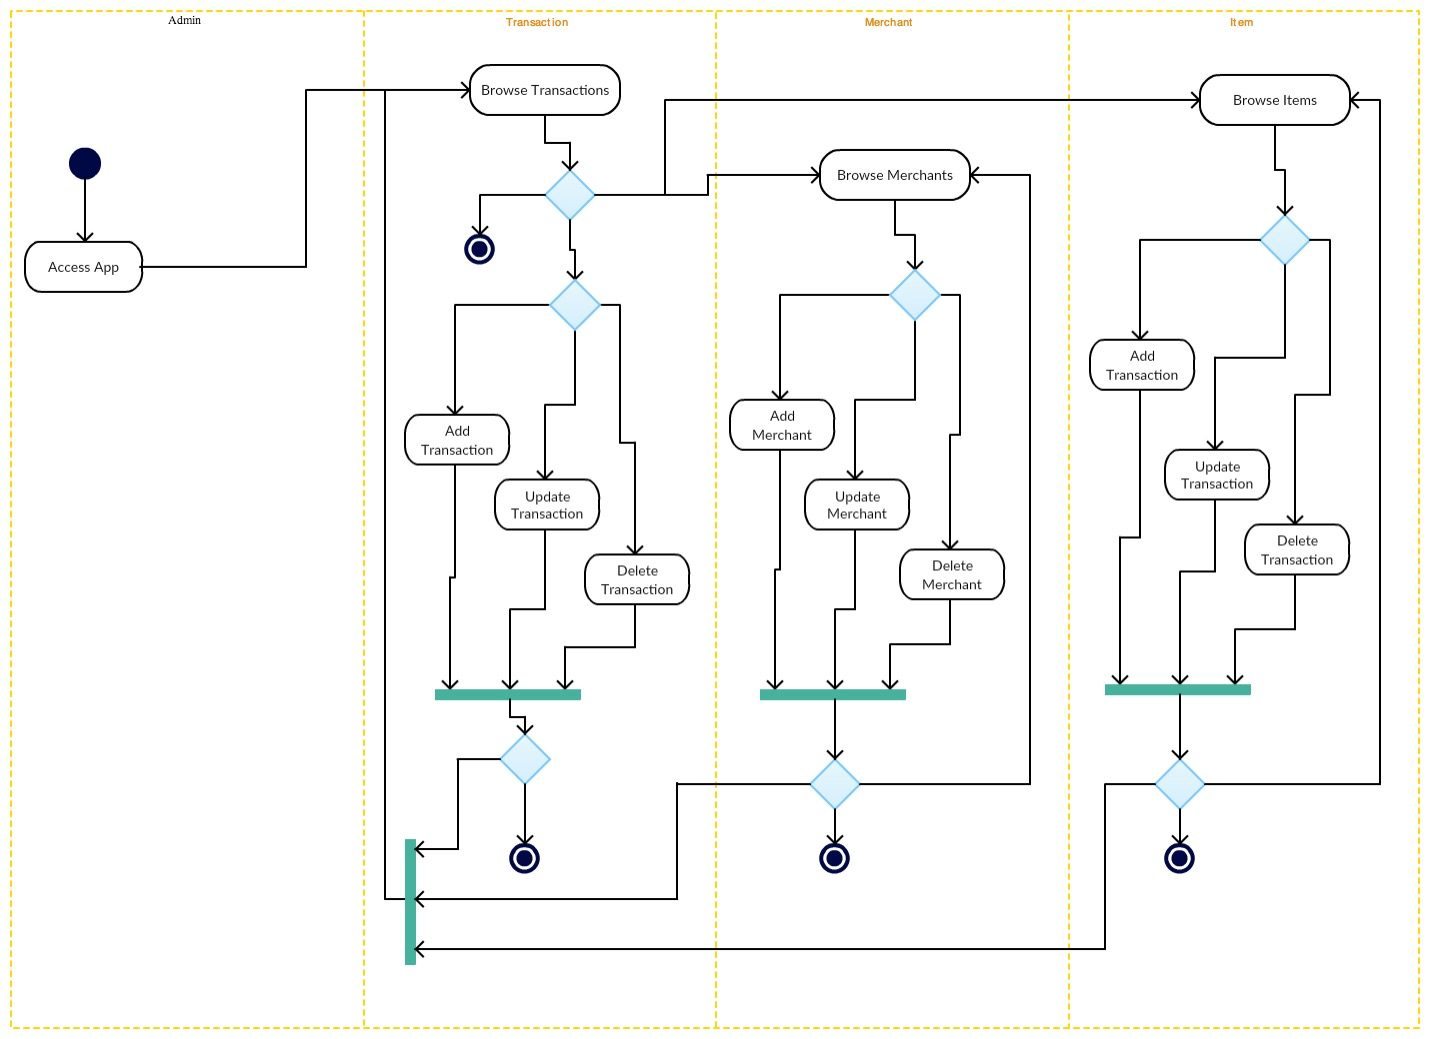 Admin
Transaction
Merchant
Item
Browse Transactions
Browse Items
Browse Merchants
Access App
Add
Transaction
Update
Transaction
Delete
Transaction
Add
Merchant
Update
Merchant
Delete
Merchant
Add
Transaction
Update
Transaction
Delete
Transaction